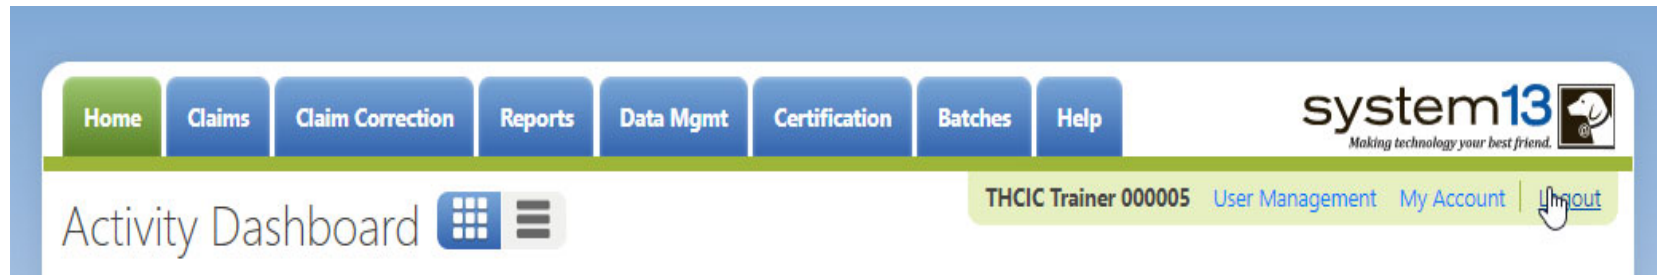 Home Claims Claim Correction Reports Data Mgmt Certification Batches Help
system13
Making technology your best friend.
THCIC Trainer 000005 User Management My Account Logout
Activity Dashboard